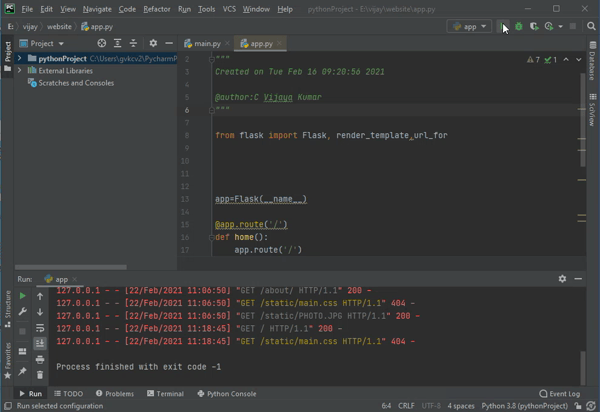 File Edit View Navigate Code Refactor Run Tools VCS Window Help pythonProject - E:\vijay\website\app.py
E: vijay website app.py
app
Project
main.py
app.py
pythonProject C:\Users\gvkcv2\PycharmP
External Libraries
Scratches and Consoles
7 1
2 """
3 Created on Tue Feb 16 09:20:56 2021
4
5 @author:C Vijaya Kumar
6 """
7
8 from flask import Flask, render_template,url_for
9
10
11
12
13 app=Flask(__name__)
14
15 @app.route('/')
16 def home():
17 app.route('/')
Project
Database
SciView
Structure
Favorites
Run: app
127.0.0.1 - - [22/Feb/2021 11:06:50] "GET /about/ HTTP/1.1" 200 -
127.0.0.1 - - [22/Feb/2021 11:06:50] "GET /static/main.css HTTP/1.1" 404 -
127.0.0.1 - - [22/Feb/2021 11:06:50] "GET /static/PHOTO.JPG HTTP/1.1" 200 -
127.0.0.1 - - [22/Feb/2021 11:18:45] "GET / HTTP/1.1" 200 -
127.0.0.1 - - [22/Feb/2021 11:18:45] "GET /static/main.css HTTP/1.1" 404 -
Process finished with exit code -1
Run TODO Problems Terminal Python Console Event Log
Run selected configuration 6:4 CRLF UTF-8 4 spaces Python 3.8 (pythonProject)